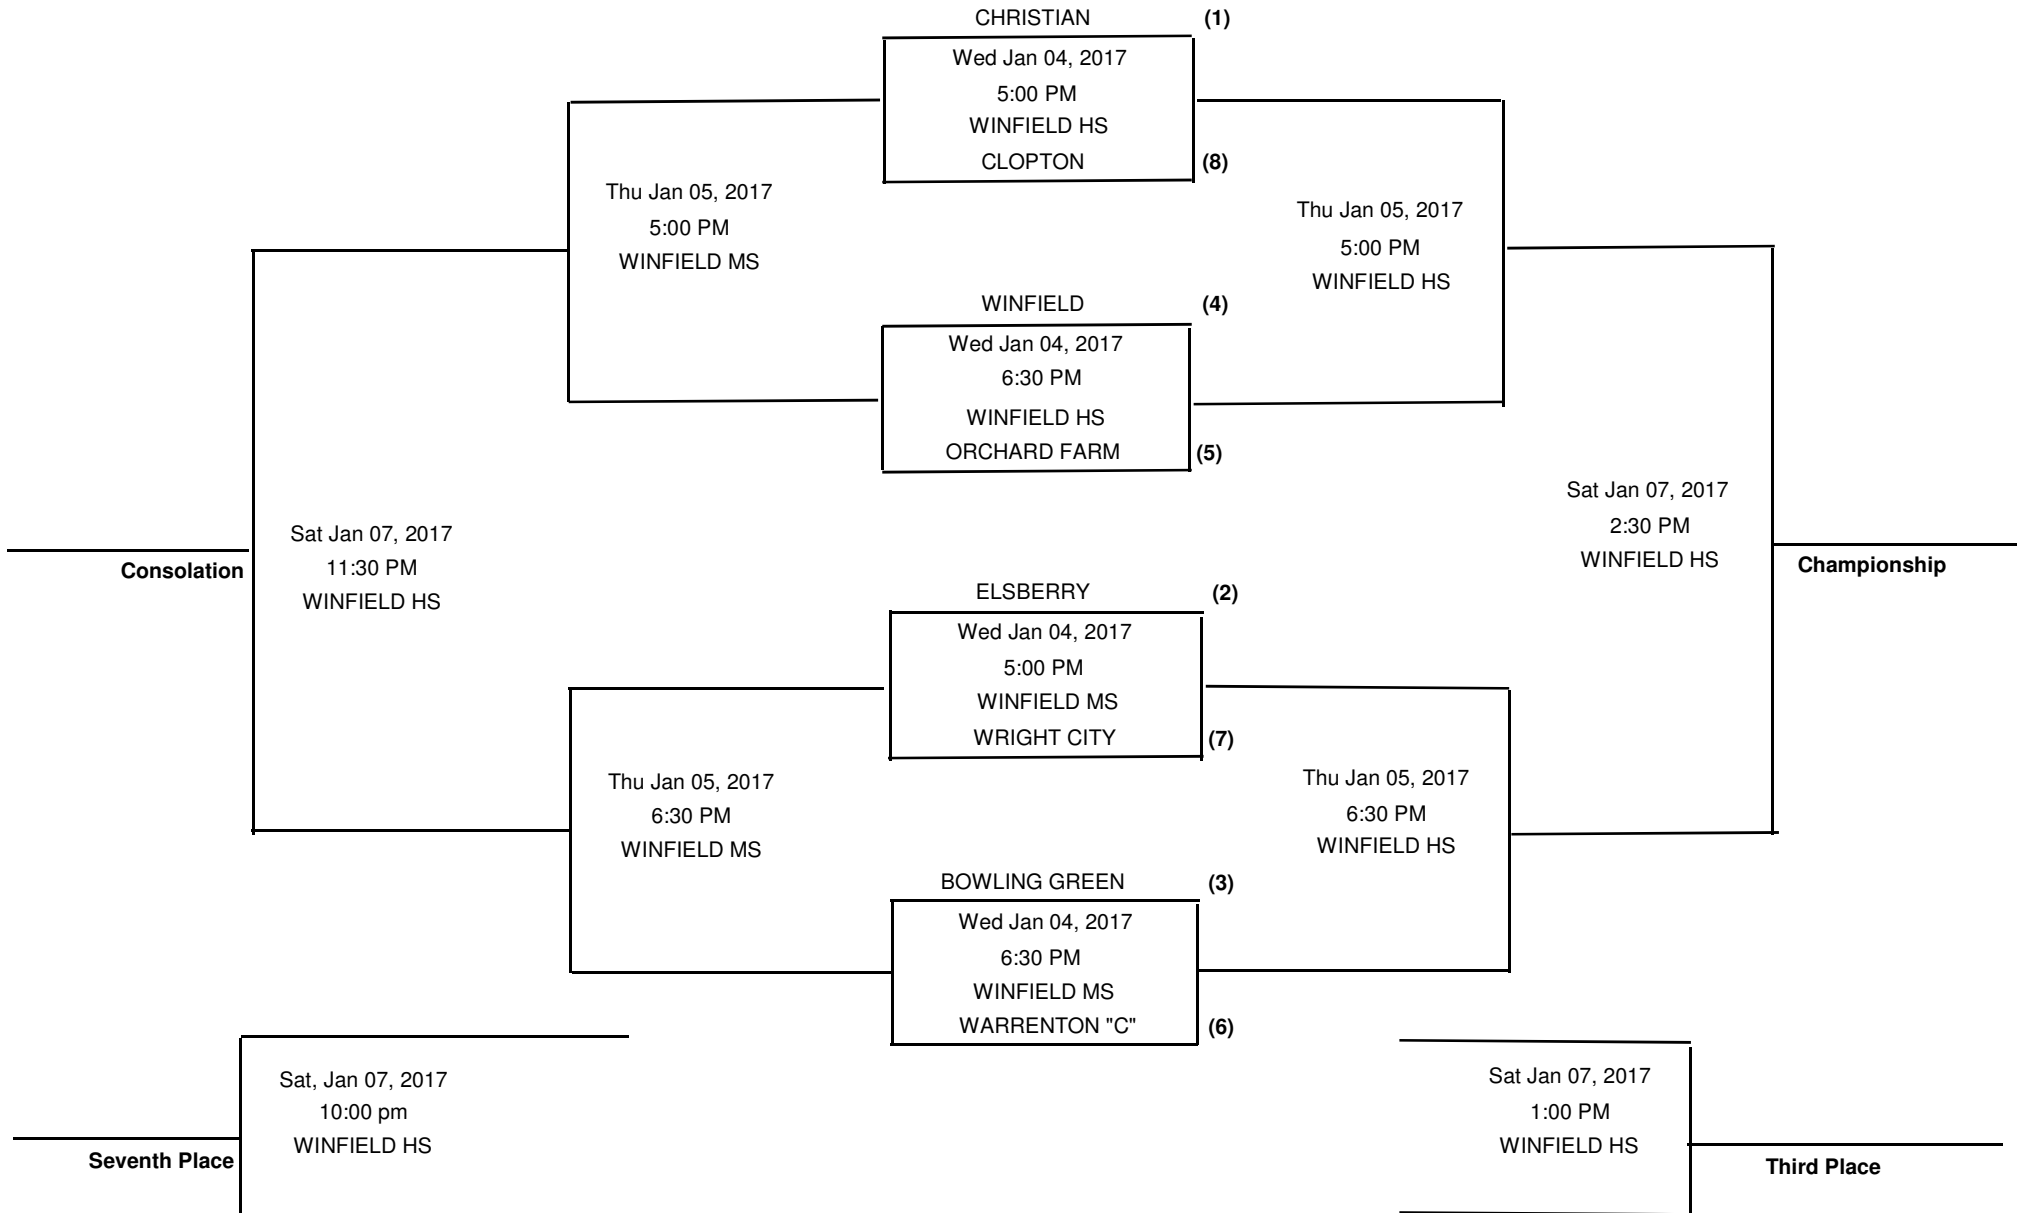 CHRISTIAN (1)
Wed Jan 04, 2017
5:00 PM
WINFIELD HS
CLOPTON (8)
Thu Jan 05, 2017
5:00 PM
WINFIELD MS
Thu Jan 05, 2017
5:00 PM
WINFIELD HS
WINFIELD (4)
Wed Jan 04, 2017
6:30 PM
WINFIELD HS
ORCHARD FARM (5)
Sat Jan 07, 2017
11:30 PM
WINFIELD HS
Consolation
Sat Jan 07, 2017
2:30 PM
WINFIELD HS
Championship
ELSBERRY (2)
Wed Jan 04, 2017
5:00 PM
WINFIELD MS
WRIGHT CITY (7)
Thu Jan 05, 2017
6:30 PM
WINFIELD MS
Thu Jan 05, 2017
6:30 PM
WINFIELD HS
BOWLING GREEN (3)
Wed Jan 04, 2017
6:30 PM
WINFIELD MS
WARRENTON "C" (6)
Sat, Jan 07, 2017
10:00 pm
WINFIELD HS
Seventh Place
Sat Jan 07, 2017
1:00 PM
WINFIELD HS
Third Place